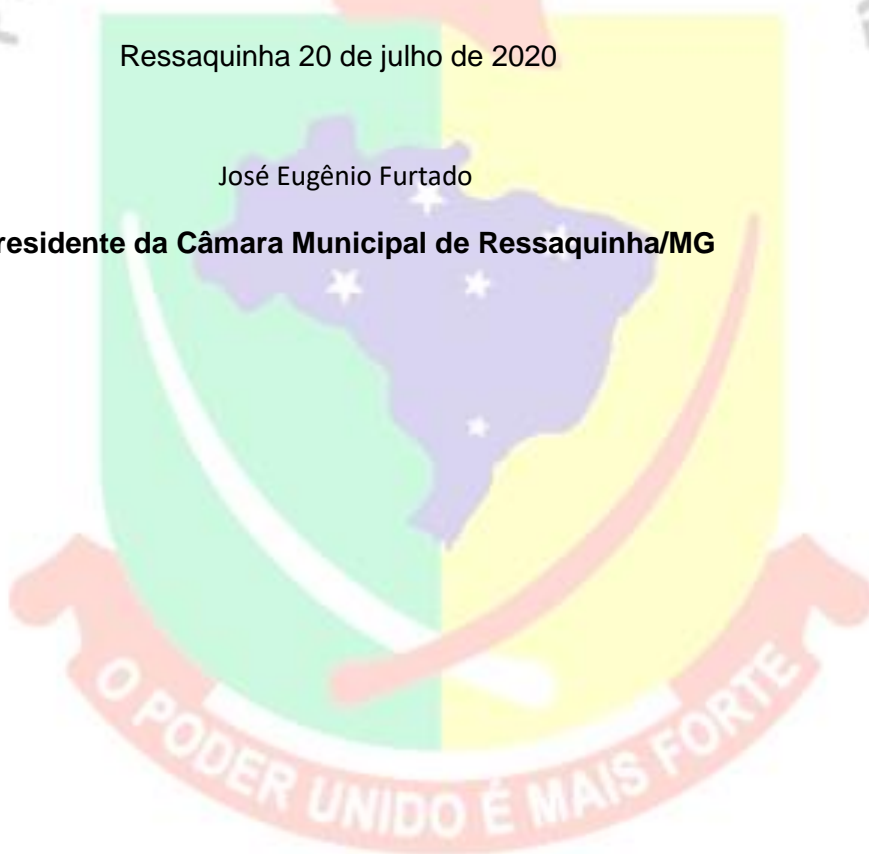 Ressaquinha 20 de julho de 2020
José Eugênio Furtado
residente da Câmara Municipal de Ressaquinha/MG
O PODER UNIDO É MAIS FORTE